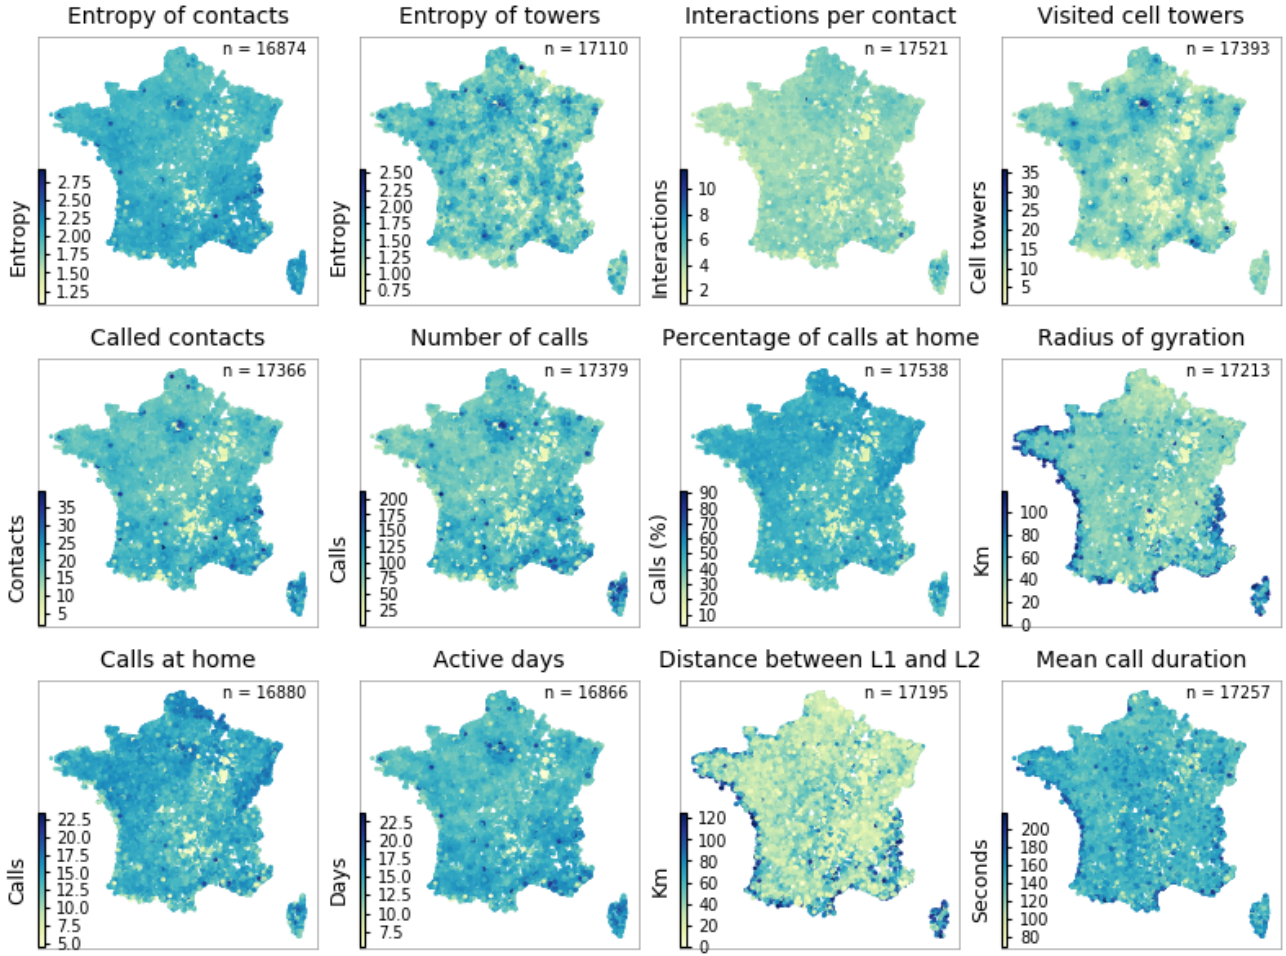 Entropy of contacts
n = 16874
Entropy
2.75
2.50
2.25
2.00
1.75
1.50
1.25
Entropy of towers
n = 17110
Entropy
2.50
2.25
2.00
1.75
1.50
1.25
1.00
0.75
Interactions per contact
n = 17521
Interactions
10
8
6
4
2
Visited cell towers
n = 17393
Cell towers
35
30
25
20
15
10
5
Called contacts
n = 17366
Contacts
35
30
25
20
15
10
5
Number of calls
n = 17379
Calls
200
175
150
125
100
75
50
25
Percentage of calls at home
n = 17538
Calls (%)
90
80
70
60
50
40
30
20
10
Radius of gyration
n = 17213
Km
100
80
60
40
20
0
Calls at home
n = 16880
Calls
22.5
20.0
17.5
15.0
12.5
10.0
7.5
5.0
Active days
n = 16866
Days
22.5
20.0
17.5
15.0
12.5
10.0
7.5
Distance between L1 and L2
n = 17195
Km
120
100
80
60
40
20
0
Mean call duration
n = 17257
Seconds
200
180
160
140
120
100
80